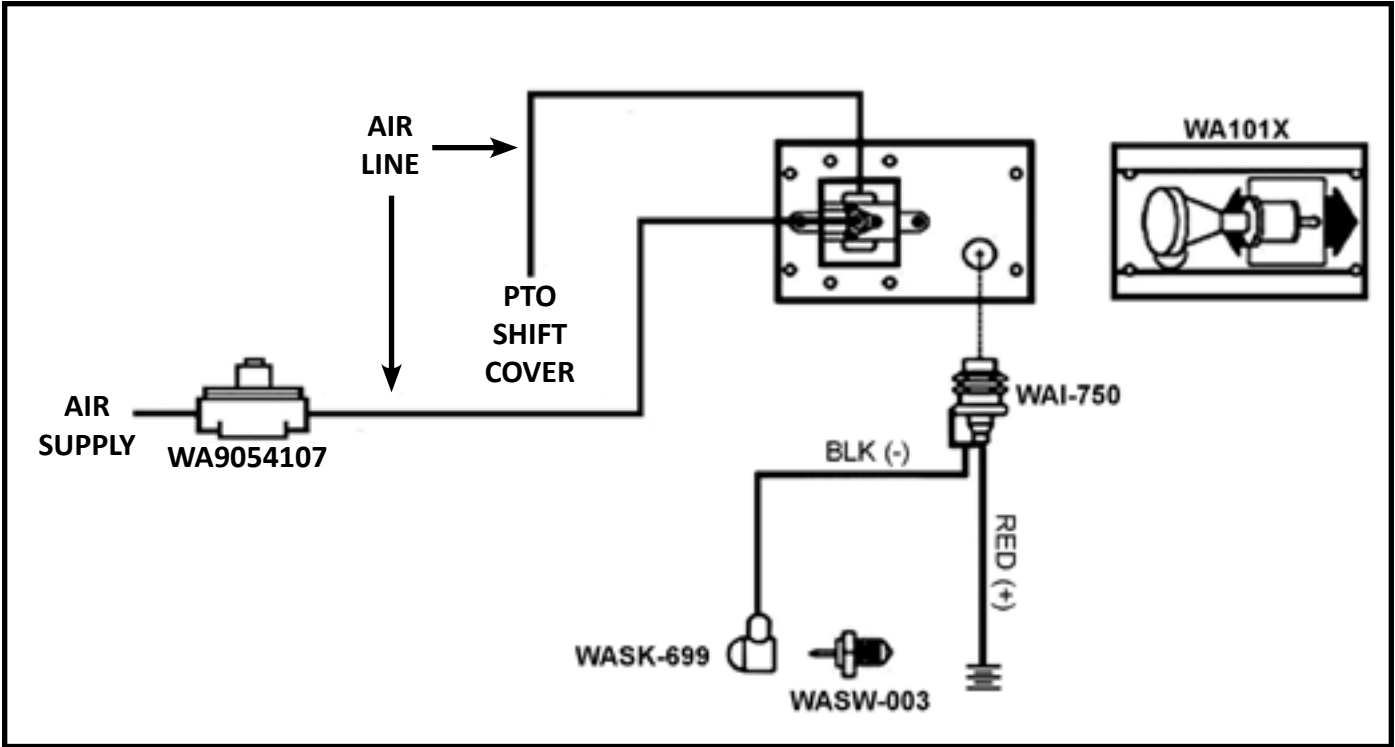 AIR
LINE
WA101X
PTO
SHIFT
COVER
AIR
SUPPLY
WA9054107
WAI-750
BLK (-)
RED (+)
WASK-699
WASW-003